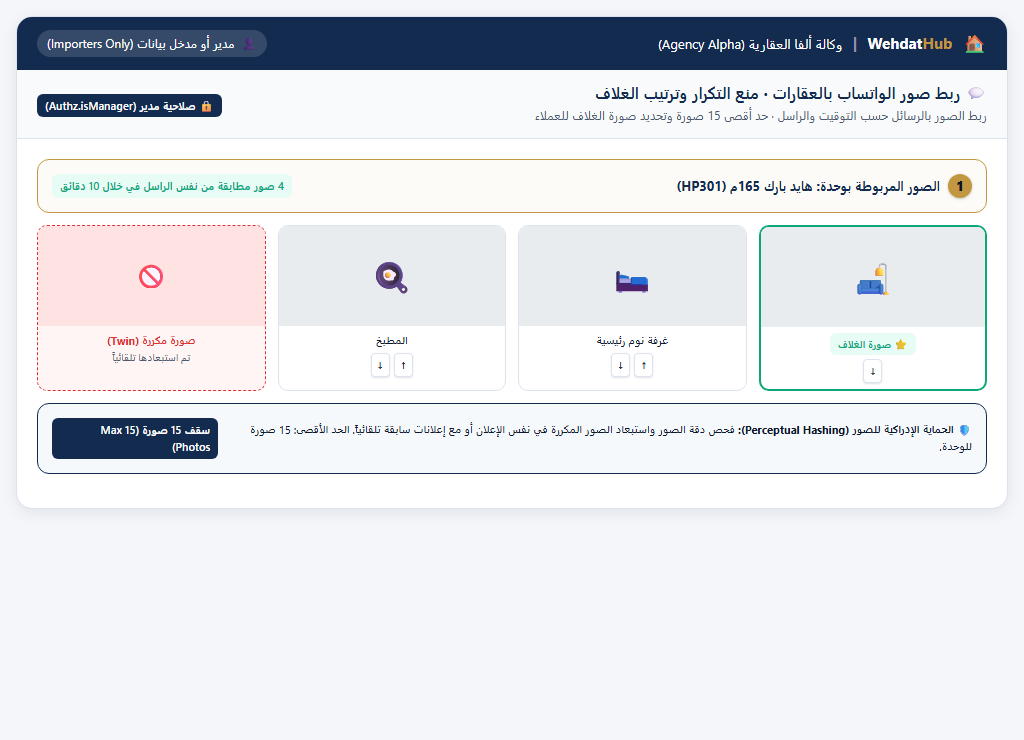 WehdatHub | وكالة ألفا العقارية (Agency Alpha)
مدير أو مدخل بيانات (Importers Only)
ربط صور الواتساب بالعقارات · منع التكرار وترتيب الغلاف
ربط الصور بالرسائل حسب التوقيت والراسل · حد أقصى 15 صورة وتحديد صورة الغلاف للعملاء
صلاحية مدير (Authz.isManager)
1 الصور المربوطة بوحدة: هايد بارك 165م (HP301)
4 صور مطابقة من نفس الراسل في خلال 10 دقائق
صورة الغلاف
↓
غرفة نوم رئيسية
↑ ↓
المطبخ
↑ ↓
صورة مكررة (Twin)
تم استبعادها تلقائياً
الحماية الإدراكية للصور (Perceptual Hashing): فحص دقة الصور واستبعاد الصور المكررة في نفس الإعلان أو مع إعلانات سابقة تلقائياً. الحد الأقصى: 15 صورة
للوحدة.
سقف 15 صورة (Max 15
Photos)